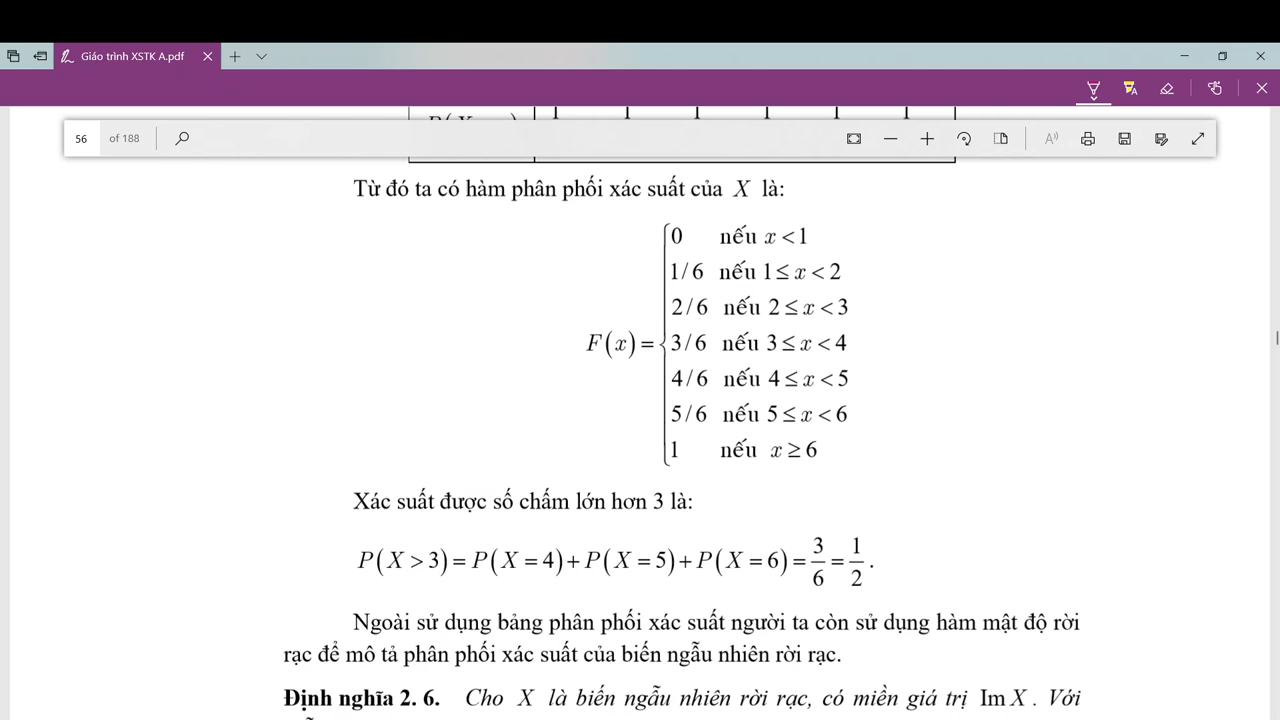 Giáo trình XSTK A.pdf
56 of 188
Từ đó ta có hàm phân phối xác suất của X là:
0 nếu x < 1
1/6 nếu 1 ≤ x < 2
2/6 nếu 2 ≤ x < 3
F(x) = { 3/6 nếu 3 ≤ x < 4
4/6 nếu 4 ≤ x < 5
5/6 nếu 5 ≤ x < 6
1 nếu x ≥ 6
Xác suất được số chấm lớn hơn 3 là:
P(X > 3) = P(X = 4) + P(X = 5) + P(X = 6) = 3/6 = 1/2 .
Ngoài sử dụng bảng phân phối xác suất người ta còn sử dụng hàm mật độ rời
rạc để mô tả phân phối xác suất của biến ngẫu nhiên rời rạc.
Định nghĩa 2. 6. Cho X là biến ngẫu nhiên rời rạc, có miền giá trị Im X . Với